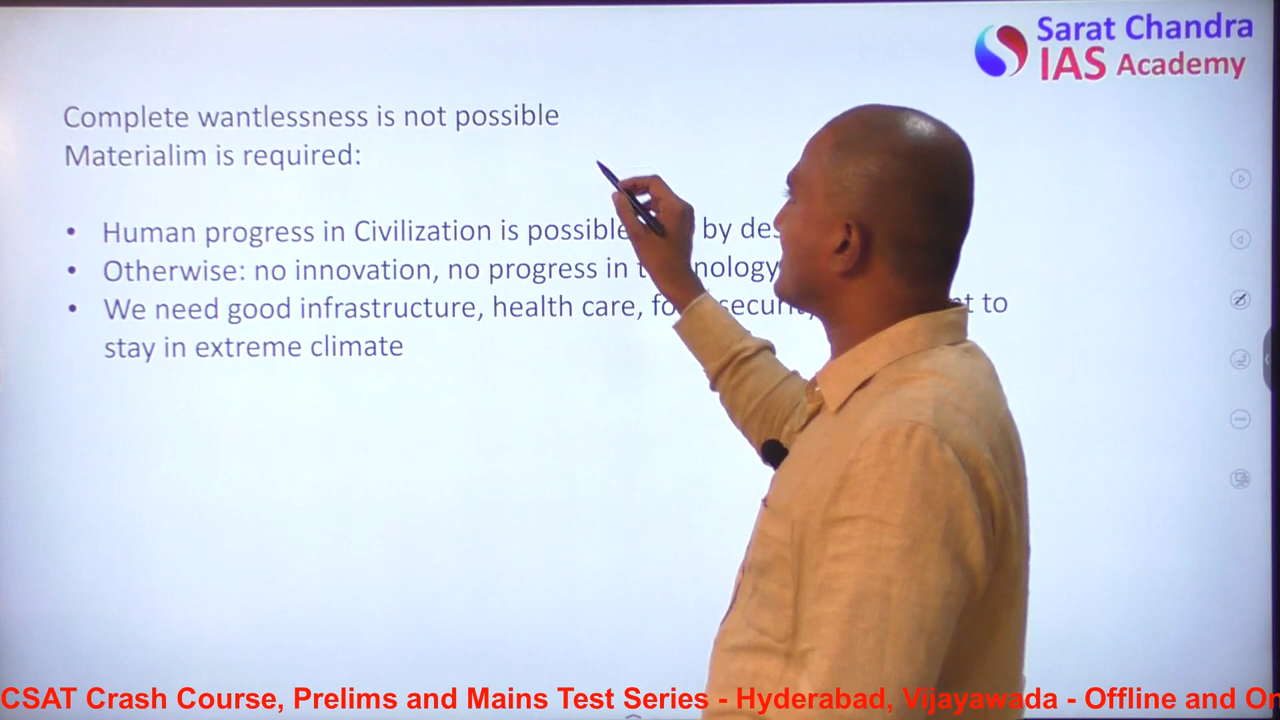 Sarat Chandra
IAS Academy
Complete wantlessness is not possible
Materialim is required:
• Human progress in Civilization is possible by
• Otherwise: no innovation, no progress in
• We need good infrastructure, health care, to
stay in extreme climate
CSAT Crash Course, Prelims and Mains Test Series - Hyderabad, Vijayawada - Offline and